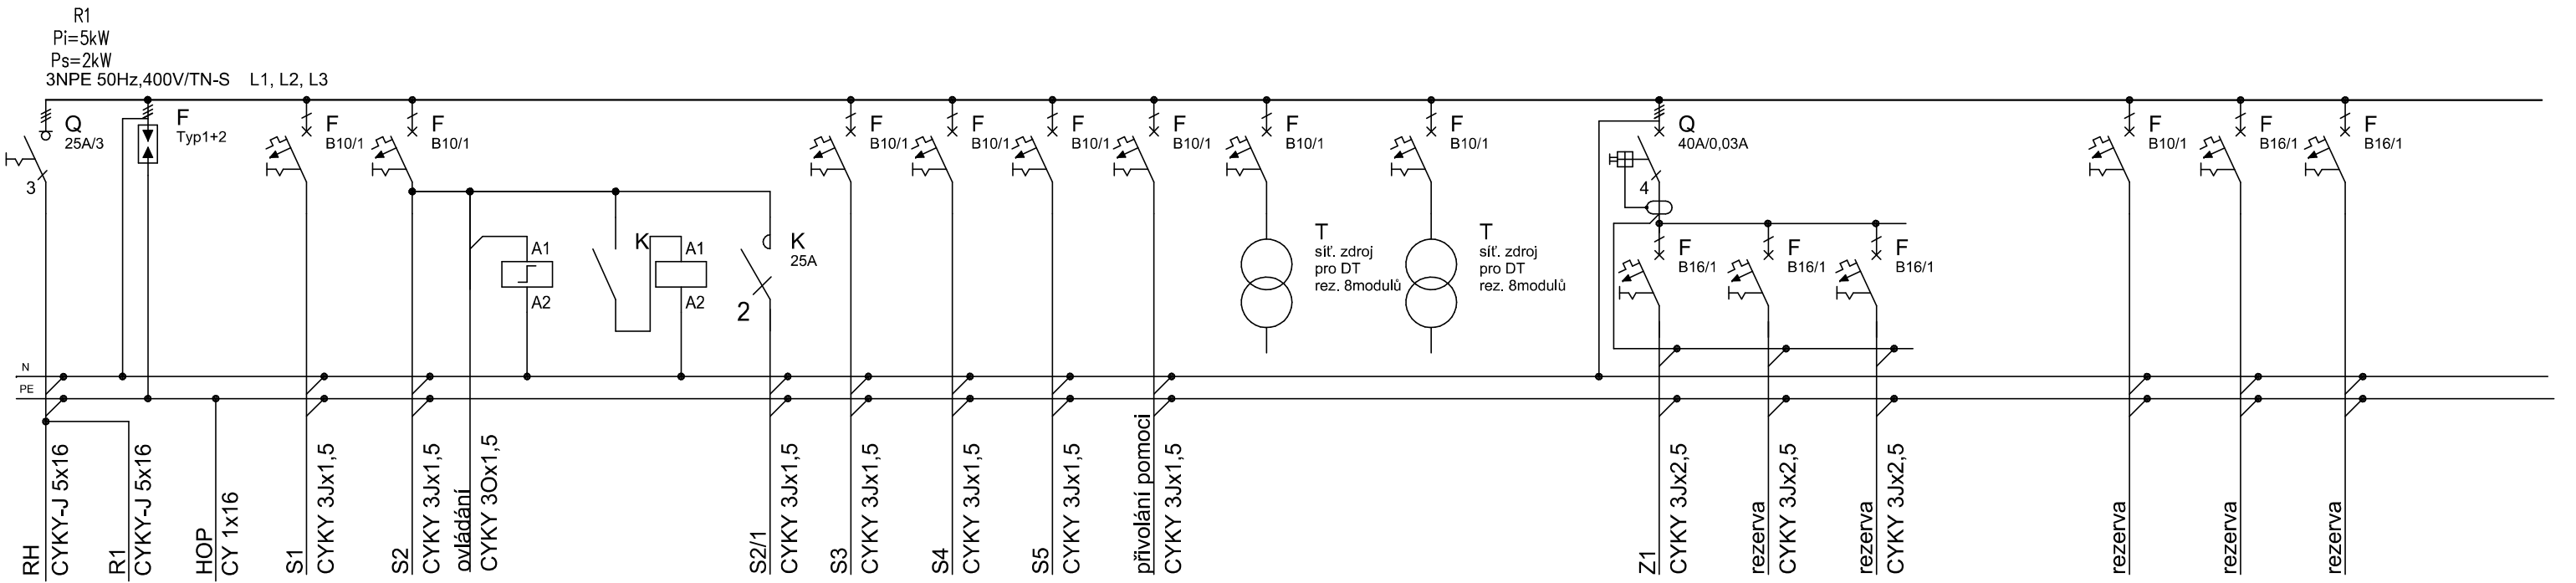 R1
Pi=5kW
Ps=2kW
3NPE 50Hz,400V/TN-S L1, L2, L3
Q
25A/3
3
F
Typ1+2
F
B10/1
F
B10/1
A1
A2
K
A1
A2
K
25A
2
F
B10/1
F
B10/1
F
B10/1
F
B10/1
F
B10/1
T
síť. zdroj
pro DT
rez. 8modulů
F
B10/1
T
síť. zdroj
pro DT
rez. 8modulů
Q
40A/0,03A
4
F
B16/1
F
B16/1
F
B16/1
F
B10/1
F
B16/1
F
B16/1
N
PE
RH
CYKY-J 5x16
R1
CYKY-J 5x16
HOP
CY 1x16
S1
CYKY 3Jx1,5
S2
CYKY 3Jx1,5
ovládání
CYKY 3Ox1,5
S2/1
CYKY 3Jx1,5
S3
CYKY 3Jx1,5
S4
CYKY 3Jx1,5
S5
CYKY 3Jx1,5
přivolání pomoci
CYKY 3Jx1,5
Z1
CYKY 3Jx2,5
rezerva
CYKY 3Jx2,5
rezerva
CYKY 3Jx2,5
rezerva
rezerva
rezerva